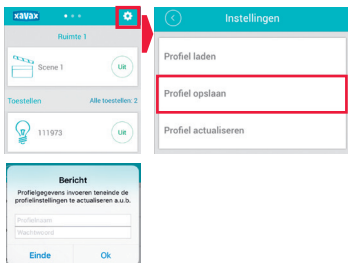 xavax
Ruimte 1
Scene 1
Uit
Toestellen
Alle toestellen: 2
111973
Uit
Instellingen
Profiel laden
Profiel opslaan
Profiel actualiseren
Bericht
Profielgegevens invoeren teneinde de
profielinstellingen te actualiseren a.u.b.
Profielnaam
Wachtwoord
Einde
Ok